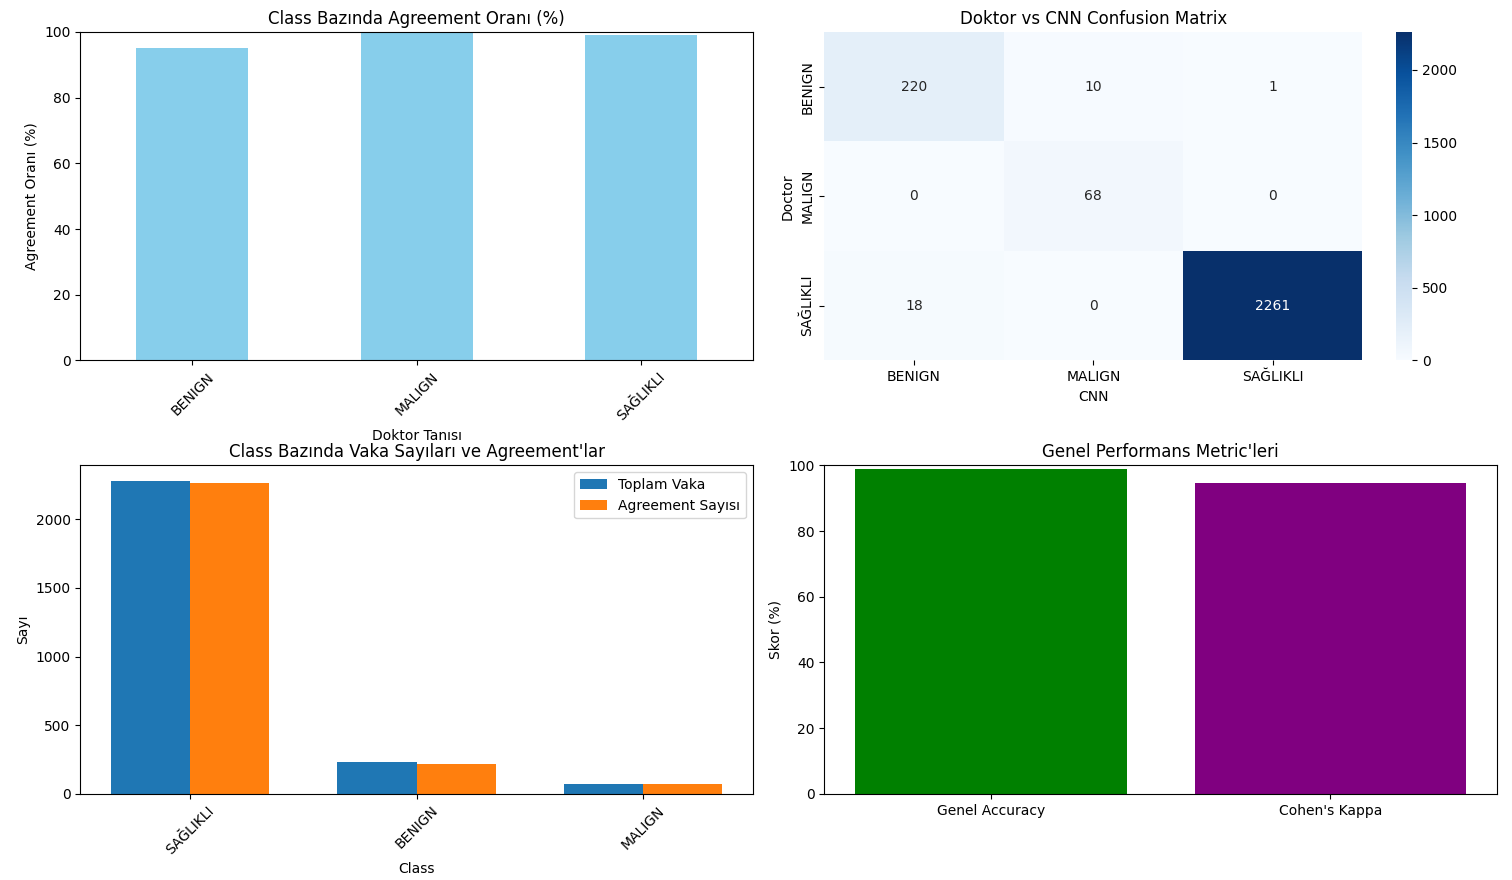 Class Bazında Agreement Oranı (%)
100
80
60
40
20
0
Agreement Oranı (%)
BENIGN
MALIGN
SAĞLIKLI
Doktor Tanısı
Doktor vs CNN Confusion Matrix
BENIGN
220
10
1
Doctor
MALIGN
0
68
0
SAĞLIKLI
18
0
2261
BENIGN
MALIGN
SAĞLIKLI
CNN
2000
1500
1000
500
0
Class Bazında Vaka Sayıları ve Agreement'lar
Toplam Vaka
Agreement Sayısı
2000
1500
1000
500
0
Sayı
SAĞLIKLI
BENIGN
MALIGN
Class
Genel Performans Metric'leri
100
80
60
40
20
0
Skor (%)
Genel Accuracy
Cohen's Kappa